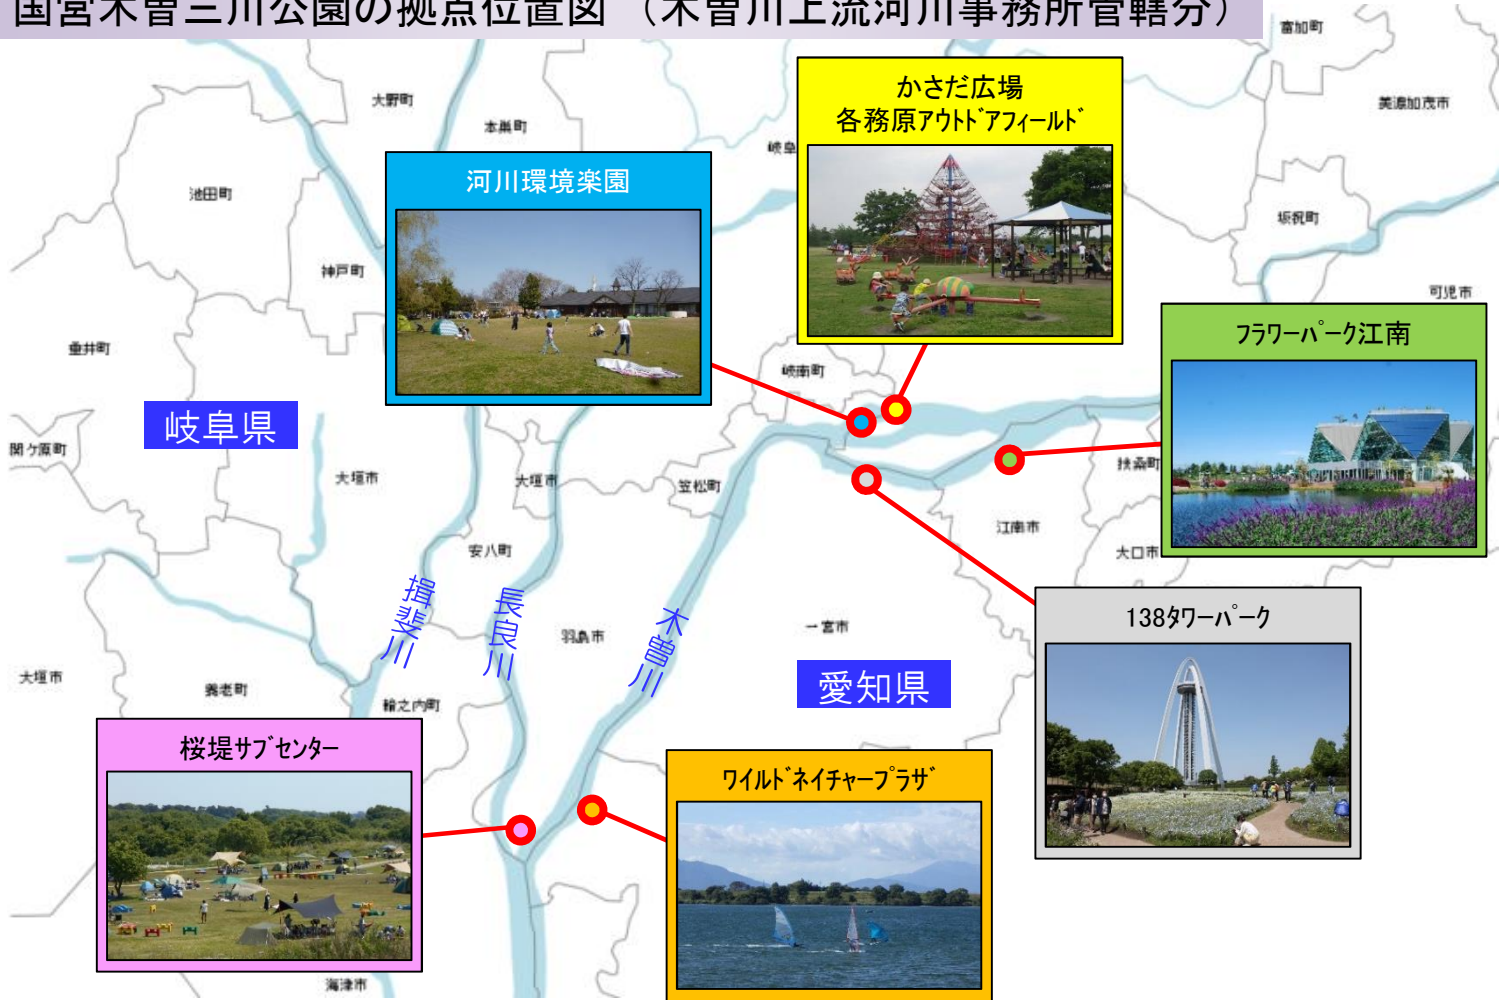 国営木曽三川公園の拠点位置図 （木曽川上流河川事務所管轄分）
富加町
大野町
本巣町
岐阜
美濃加茂市
かさだ広場
各務原アウトドアフィールド
河川環境楽園
池田町
坂祝町
神戸町
可児市
フラワーパーク江南
垂井町
岐南町
岐阜県
関ケ原町
大垣市
大垣市
笠松町
扶桑町
江南市
大口市
安八町
揖斐川
長良川
木曽川
羽島市
一宮市
138タワーパーク
大垣市
養老町
輪之内町
愛知県
桜堤サブセンター
ワイルドネイチャープラザ
海津市